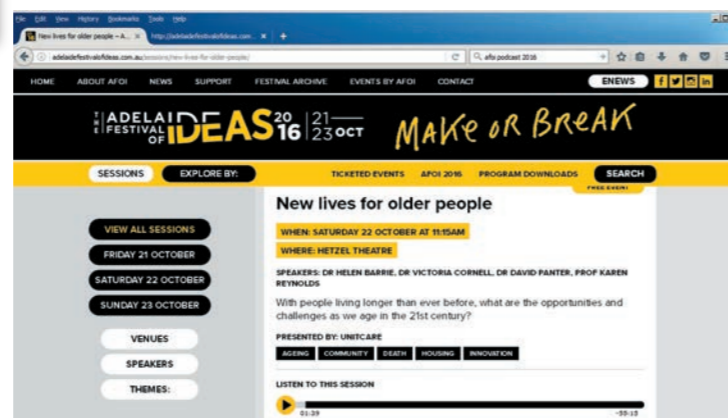 File Edit View History Bookmarks Tools Help
New lives for older people – A... × http://adelaidefestivalofideas.com... × +
adelaidefestivalofideas.com.au/sessions/new-lives-for-older-people/ afoi podcast 2016
HOME ABOUT AFOI NEWS SUPPORT FESTIVAL ARCHIVE EVENTS BY AFOI CONTACT ENEWS
THE ADELAIDE FESTIVAL OF IDEAS 2016 21— 23 OCT MAKE OR BREAK
SESSIONS EXPLORE BY: TICKETED EVENTS AFOI 2016 PROGRAM DOWNLOADS SEARCH
FREE EVENT
New lives for older people
VIEW ALL SESSIONS
FRIDAY 21 OCTOBER
SATURDAY 22 OCTOBER
SUNDAY 23 OCTOBER
VENUES
SPEAKERS
THEMES:
WHEN: SATURDAY 22 OCTOBER AT 11:15AM
WHERE: HETZEL THEATRE
SPEAKERS: DR HELEN BARRIE, DR VICTORIA CORNELL, DR DAVID PANTER, PROF KAREN
REYNOLDS
With people living longer than ever before, what are the opportunities and
challenges as we age in the 21st century?
PRESENTED BY: UNITCARE
AGEING COMMUNITY DEATH HOUSING INNOVATION
LISTEN TO THIS SESSION
01:39 -55:15